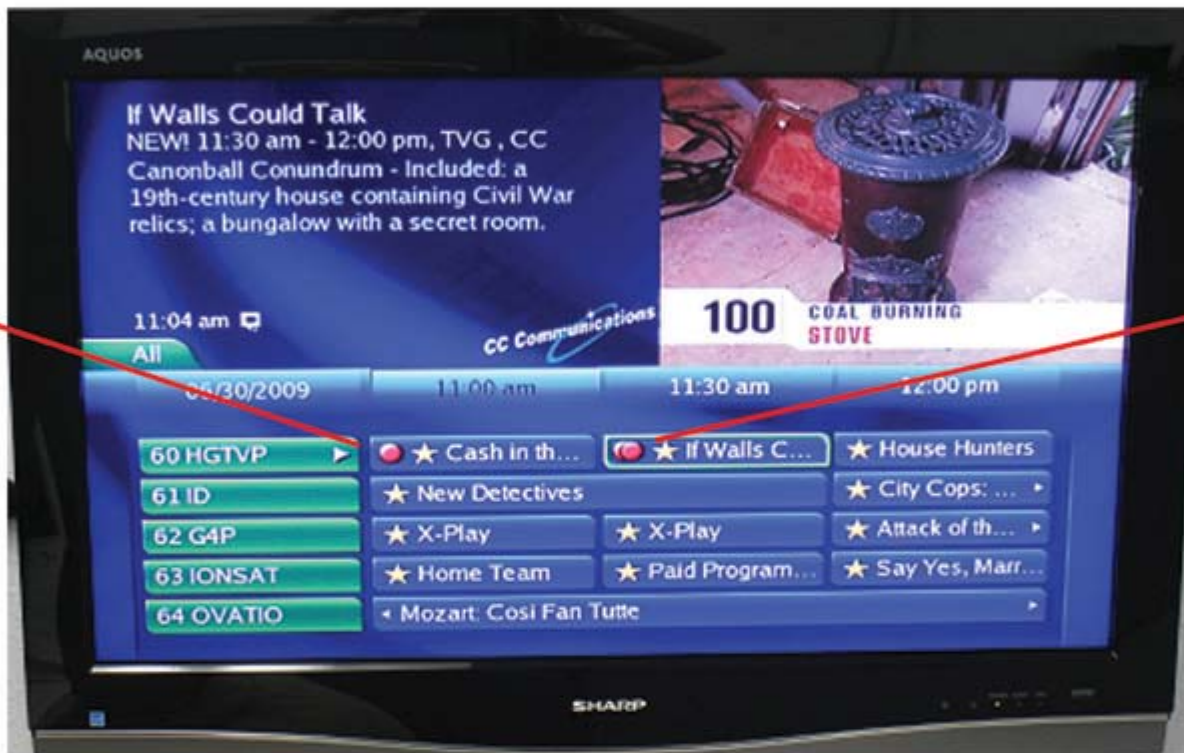 AQUOS
If Walls Could Talk
NEW! 11:30 am - 12:00 pm, TVG , CC
Canonball Conundrum - Included: a
19th-century house containing Civil War
relics; a bungalow with a secret room.
11:04 am
CC Communications
100 COAL BURNING
STOVE
All
06/30/2009 11:00 am 11:30 am 12:00 pm
60 HGTVP Cash in th... If Walls C... House Hunters
61 ID New Detectives City Cops: ...
62 G4P X-Play X-Play Attack of th...
63 IONSAT Home Team Paid Program... Say Yes, Marr...
64 OVATIO Mozart: Cosi Fan Tutte
SHARP